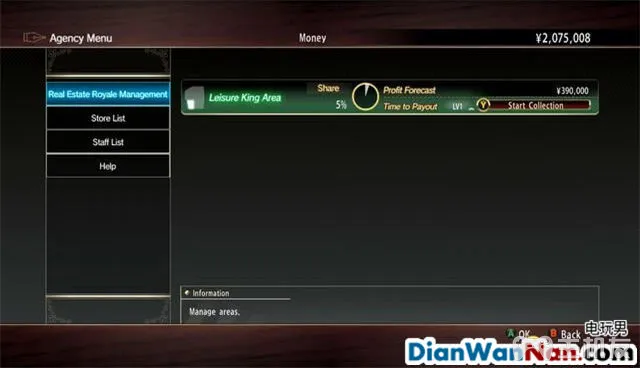 Agency Menu
Money
¥2,075,008
Real Estate Royale Management
Store List
Staff List
Help
Leisure King Area
Share
5%
Profit Forecast
¥390,000
Time to Payout
LV1
Y
Start Collection
Information
Manage areas.
A OK
B Back
电玩男
DianWanNan.com